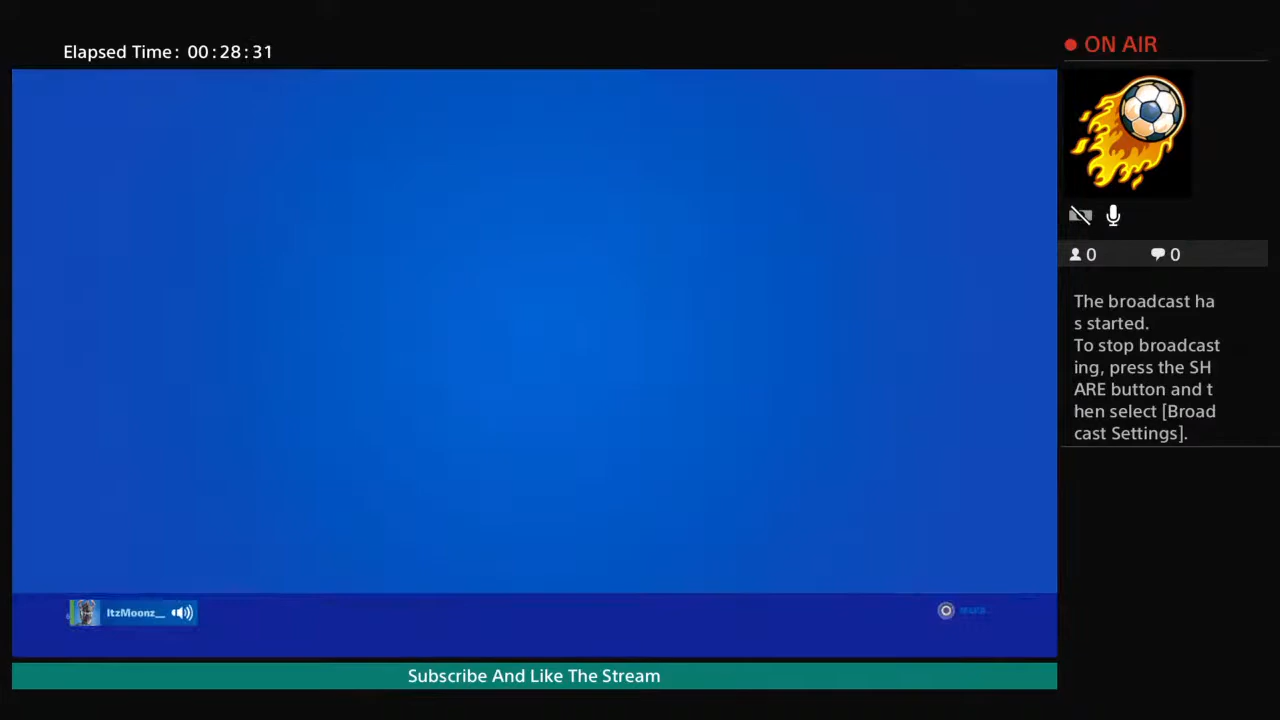 Elapsed Time: 00:28:31
ON AIR
0
0
The broadcast ha
s started.
To stop broadcast
ing, press the SH
ARE button and t
hen select [Broad
cast Settings].
ItzMoonz__
Subscribe And Like The Stream